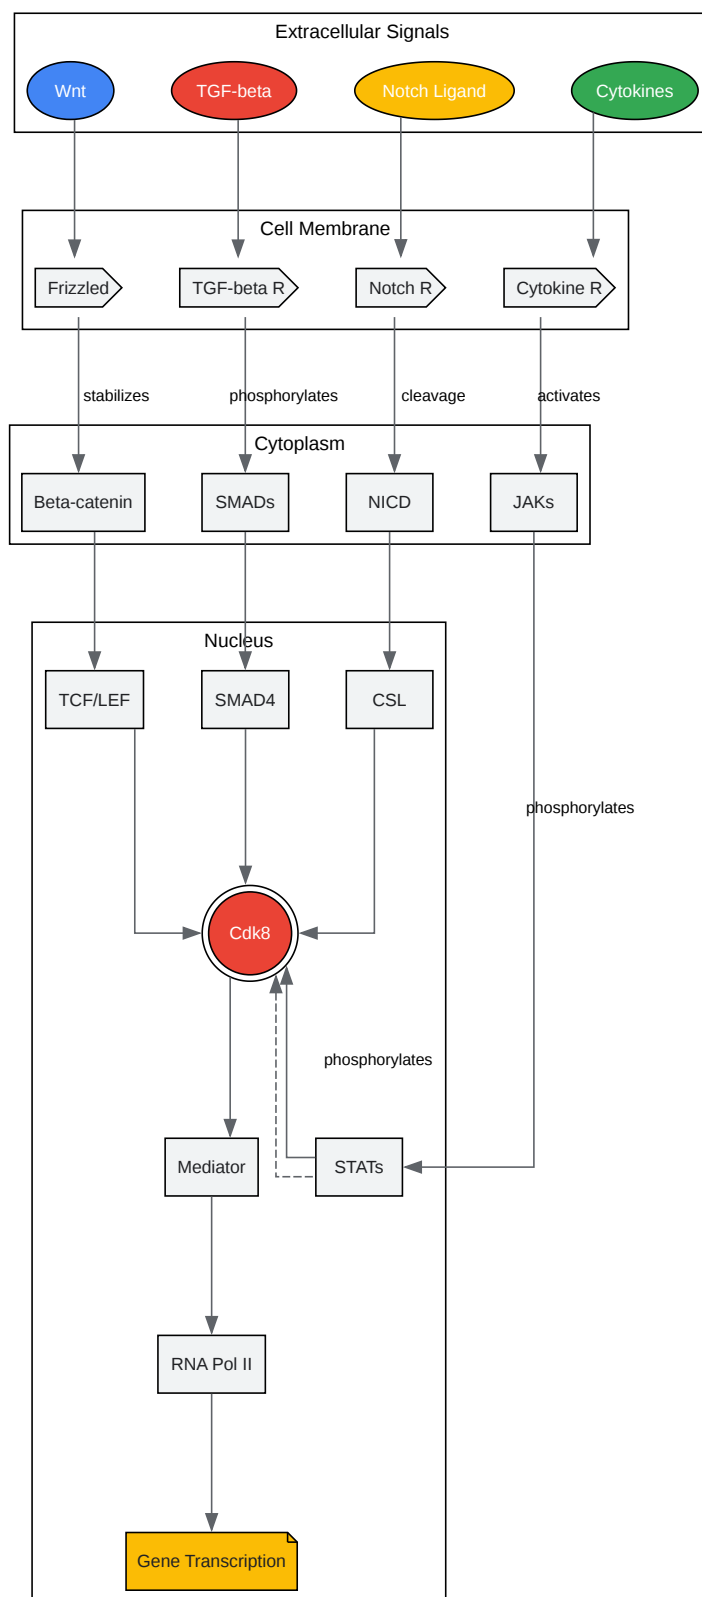 Extracellular Signals
Wnt
TGF-beta
Notch Ligand
Cytokines
Cell Membrane
Frizzled
TGF-beta R
Notch R
Cytokine R
stabilizes
phosphorylates
cleavage
activates
Cytoplasm
Beta-catenin
SMADs
NICD
JAKs
Nucleus
TCF/LEF
SMAD4
CSL
phosphorylates
Cdk8
phosphorylates
Mediator
STATs
RNA Pol II
Gene Transcription